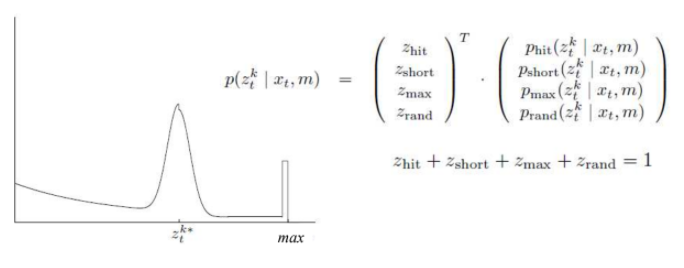 p(z_t^k | x_t, m) = ( z_hit z_short z_max z_rand )^T · ( p_hit(z_t^k | x_t, m) p_short(z_t^k | x_t, m) p_max(z_t^k | x_t, m) p_rand(z_t^k | x_t, m) )
z_hit + z_short + z_max + z_rand = 1
z_t^{k*}
max